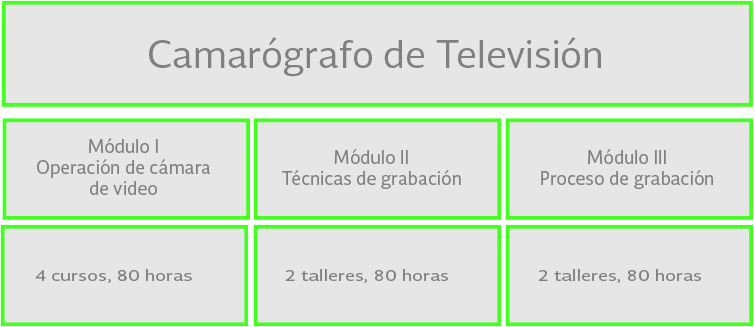 Camarógrafo de Televisión
Módulo I
Operación de cámara
de video
Módulo II
Técnicas de grabación
Módulo III
Proceso de grabación
4 cursos, 80 horas
2 talleres, 80 horas
2 talleres, 80 horas